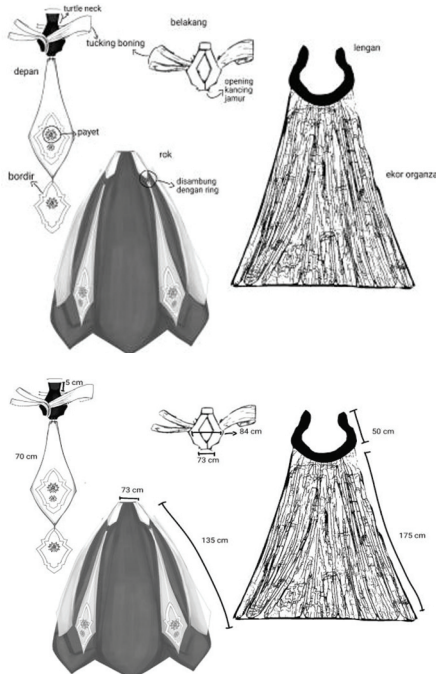 turtle neck
belakang
tucking boning
lengan
depan
opening
kancing
jamur
payet
rok
ekor organza
bordir
disambung
dengan ring
5 cm
84 cm
50 cm
70 cm
73 cm
73 cm
135 cm
175 cm